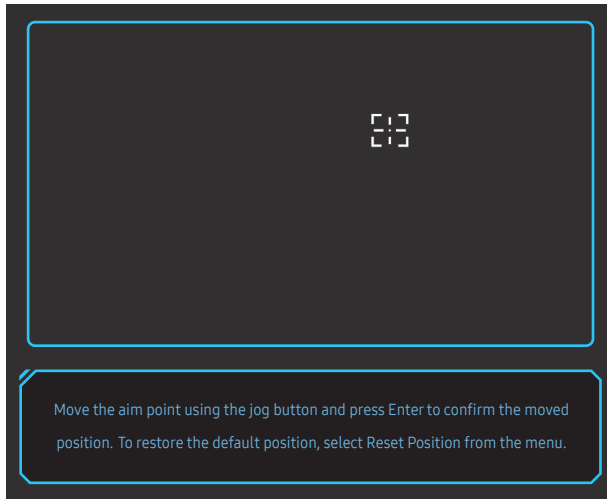 Move the aim point using the jog button and press Enter to confirm the moved
position. To restore the default position, select Reset Position from the menu.